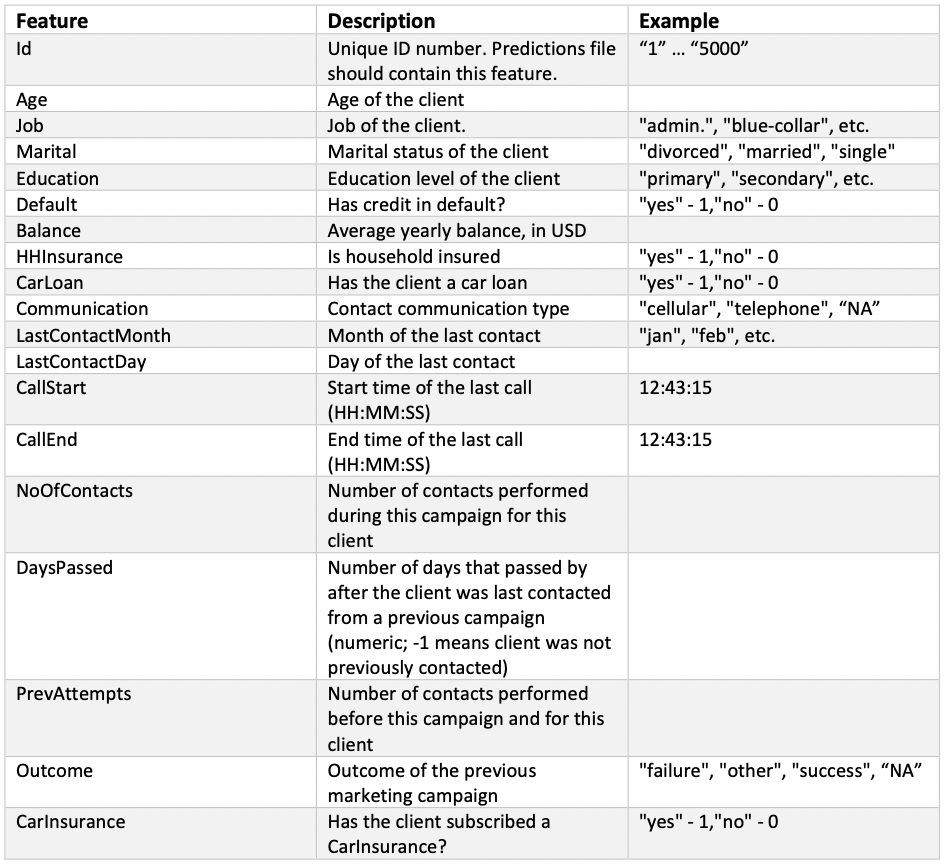 Feature Description Example
Id Unique ID number. Predictions file “1” … “5000”
should contain this feature.
Age Age of the client
Job Job of the client. "admin.", "blue-collar", etc.
Marital Marital status of the client "divorced", "married", "single"
Education Education level of the client "primary", "secondary", etc.
Default Has credit in default? "yes" - 1,"no" - 0
Balance Average yearly balance, in USD
HHInsurance Is household insured "yes" - 1,"no" - 0
CarLoan Has the client a car loan "yes" - 1,"no" - 0
Communication Contact communication type "cellular", "telephone", “NA”
LastContactMonth Month of the last contact "jan", "feb", etc.
LastContactDay Day of the last contact
CallStart Start time of the last call 12:43:15
(HH:MM:SS)
CallEnd End time of the last call 12:43:15
(HH:MM:SS)
NoOfContacts Number of contacts performed
during this campaign for this
client
DaysPassed Number of days that passed by
after the client was last contacted
from a previous campaign
(numeric; -1 means client was not
previously contacted)
PrevAttempts Number of contacts performed
before this campaign and for this
client
Outcome Outcome of the previous "failure", "other", "success", “NA”
marketing campaign
CarInsurance Has the client subscribed a "yes" - 1,"no" - 0
CarInsurance?